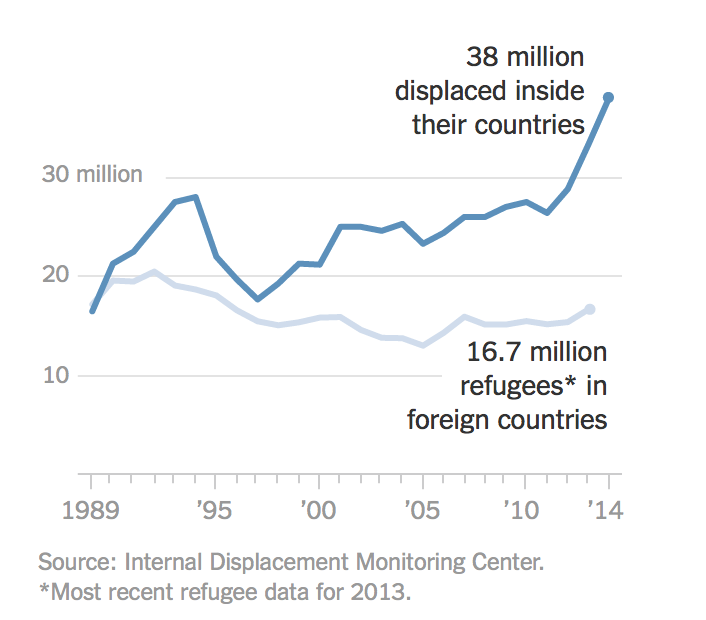 38 million
displaced inside
their countries
30 million
20
16.7 million
refugees* in
foreign countries
10
1989 ’95 ’00 ’05 ’10 ’14
Source: Internal Displacement Monitoring Center.
*Most recent refugee data for 2013.